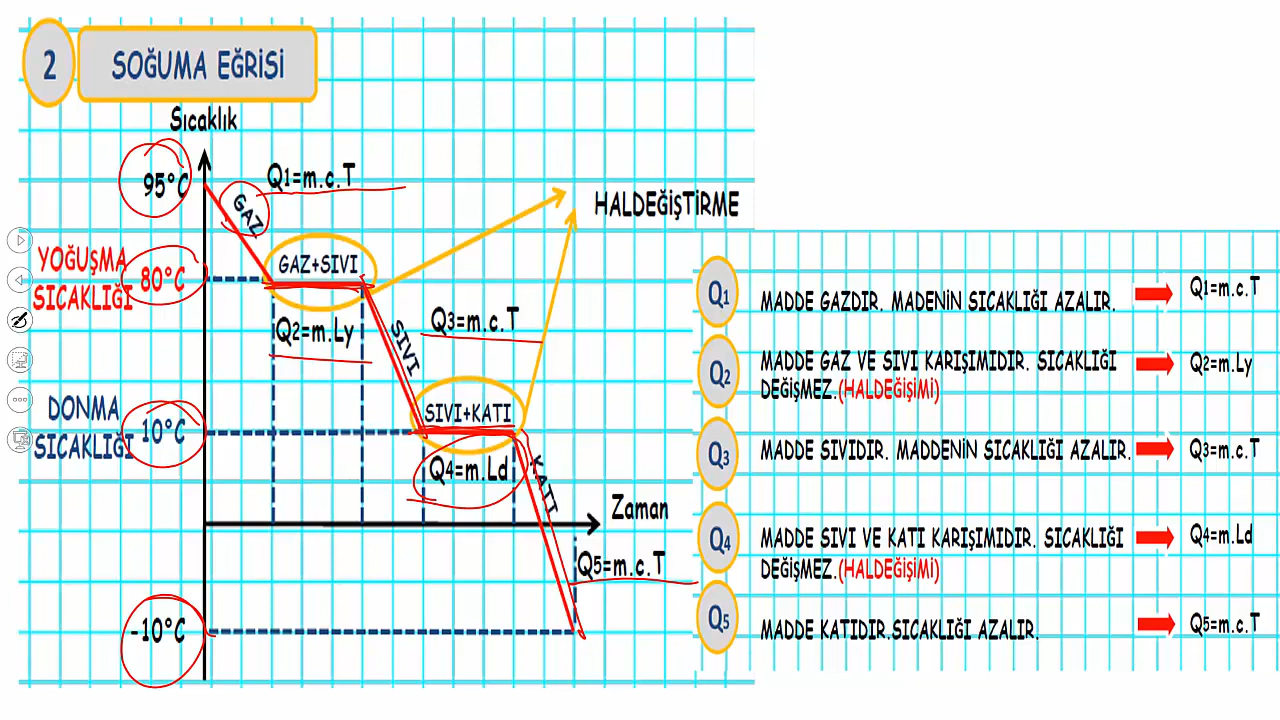 2
SOĞUMA EĞRİSİ
Sıcaklık
95°C
Q1=m.c.T
GAZ
HALDEĞİŞTİRME
YOĞUŞMA
SICAKLIĞI
80°C
GAZ+SIVI
Q2=m.Ly
SIVI
Q3=m.c.T
DONMA
SICAKLIĞI
10°C
SIVI+KATI
Q4=m.Ld
KATI
Zaman
Q5=m.c.T
-10°C
Q1
MADDE GAZDIR. MADENİN SICAKLIĞI AZALIR.
Q1=m.c.T
Q2
MADDE GAZ VE SIVI KARIŞIMIDIR. SICAKLIĞI
DEĞİŞMEZ.(HALDEĞİŞİMİ)
Q2=m.Ly
Q3
MADDE SIVIDIR. MADDENİN SICAKLIĞI AZALIR.
Q3=m.c.T
Q4
MADDE SIVI VE KATI KARIŞIMIDIR. SICAKLIĞI
DEĞİŞMEZ.(HALDEĞİŞİMİ)
Q4=m.Ld
Q5
MADDE KATIDIR.SICAKLIĞI AZALIR.
Q5=m.c.T